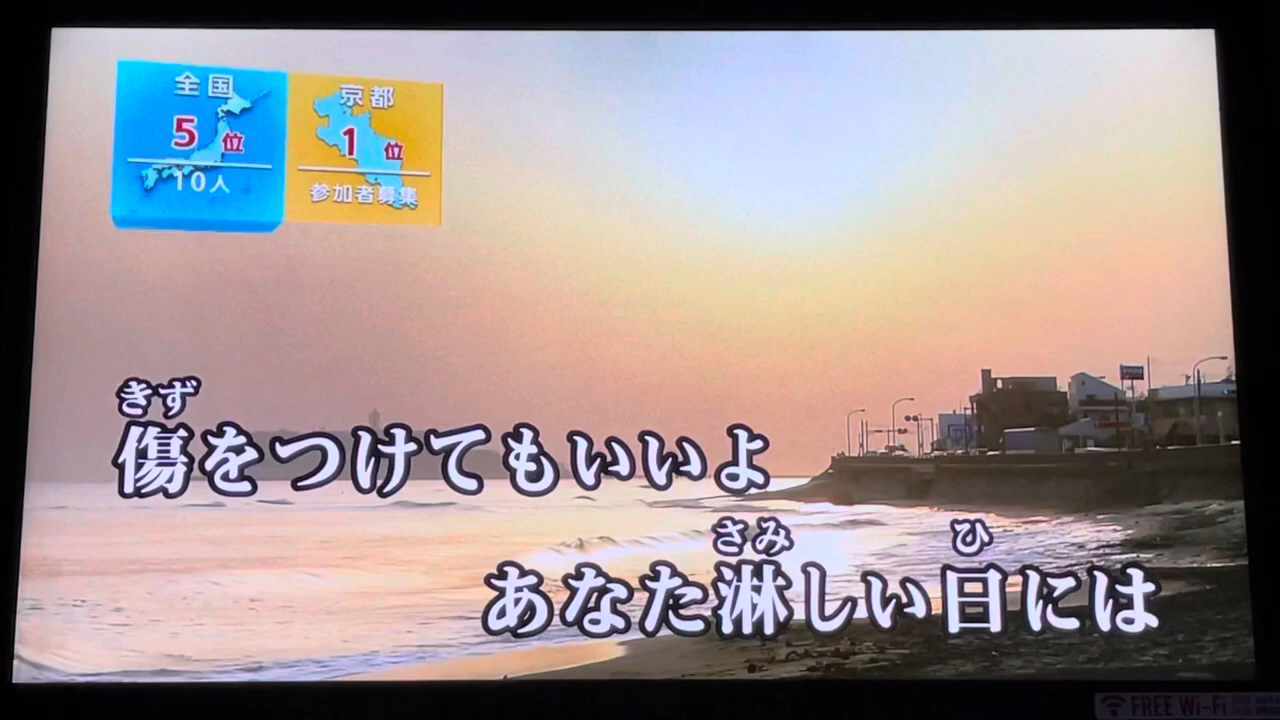 全国
5位
10人
京都
1位
参加者募集
きず
傷をつけてもいいよ
さみ ひ
あなた淋しい日には
FREE Wi-Fi